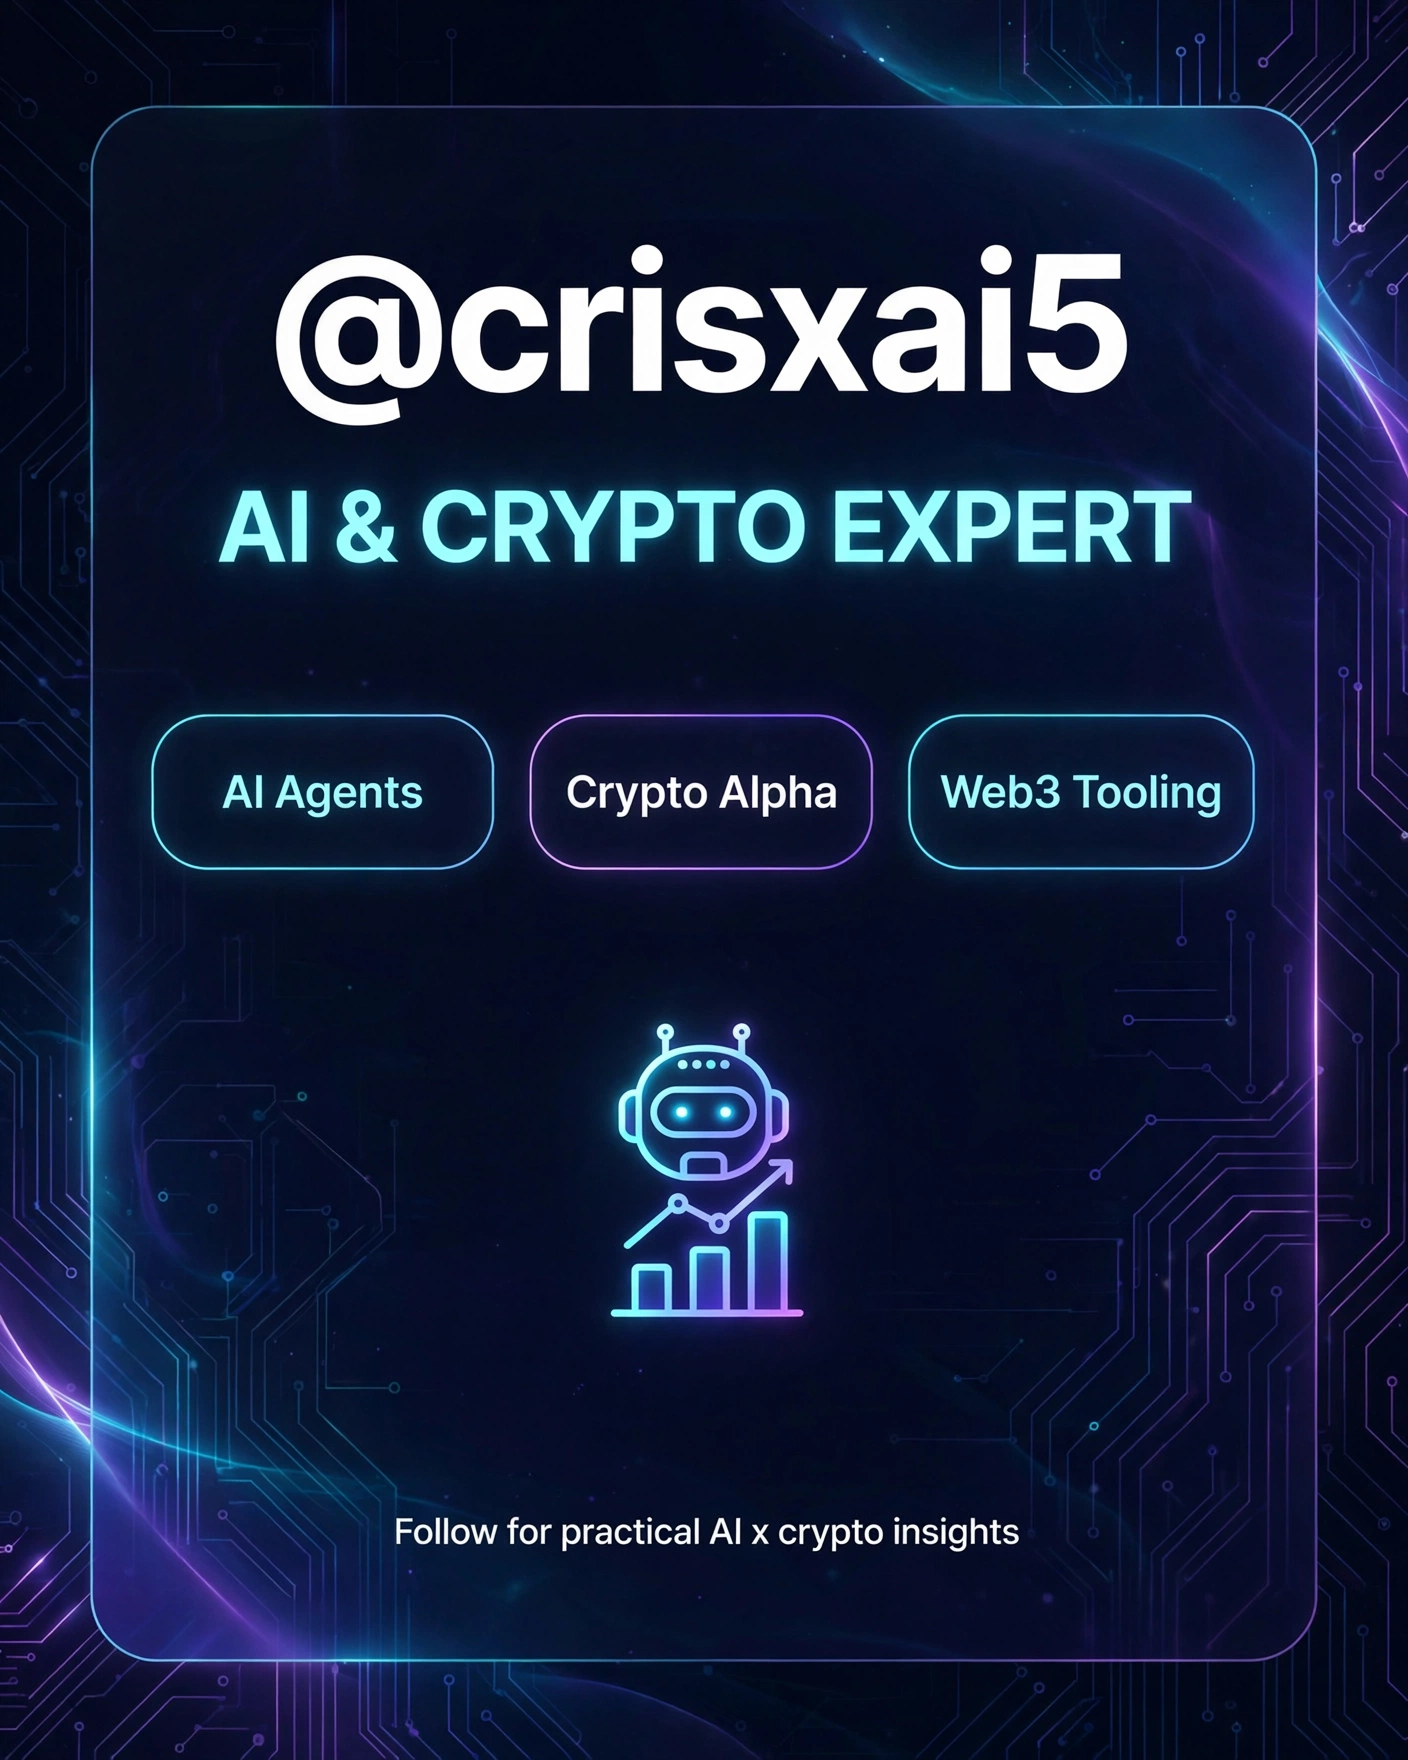 @crisxai5
AI & CRYPTO EXPERT
AI Agents
Crypto Alpha
Web3 Tooling
Follow for practical AI x crypto insights